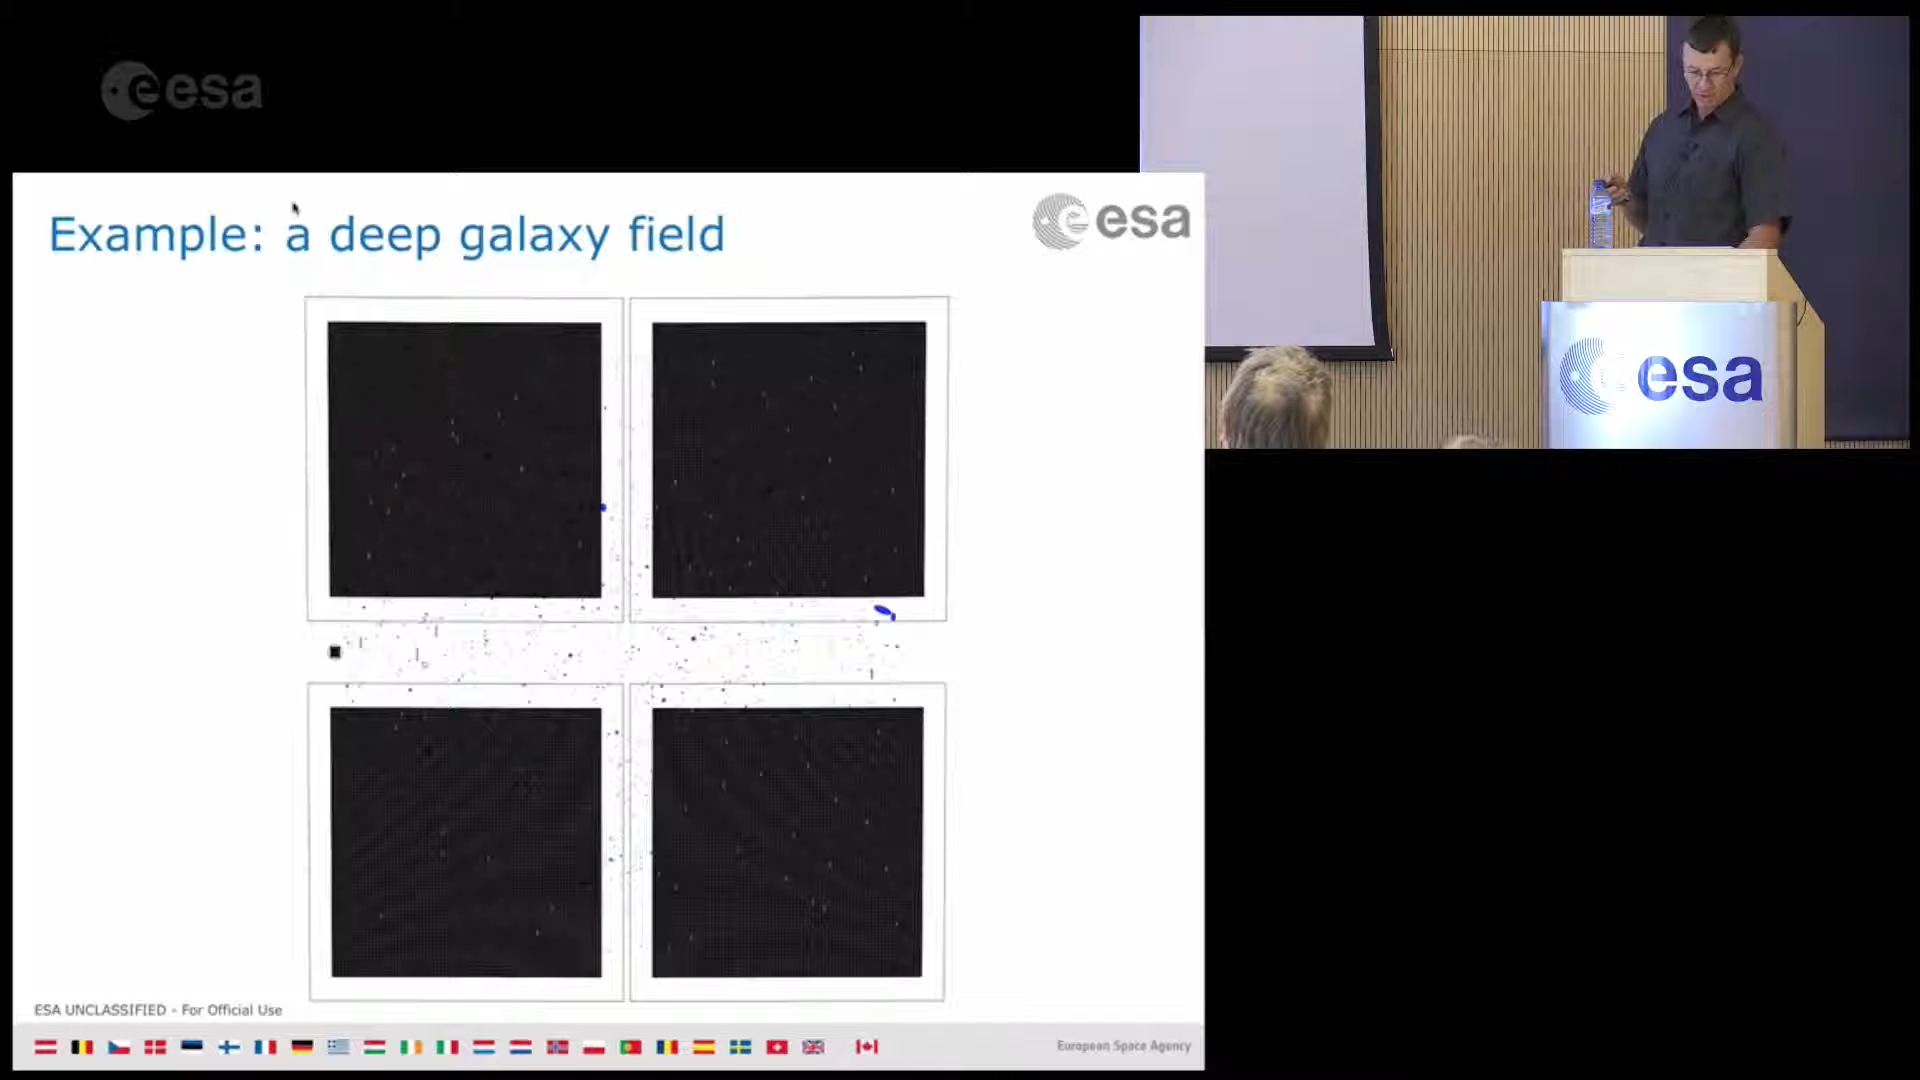 esa
Example: a deep galaxy field
esa
esa
ESA UNCLASSIFIED - For Official Use
European Space Agency